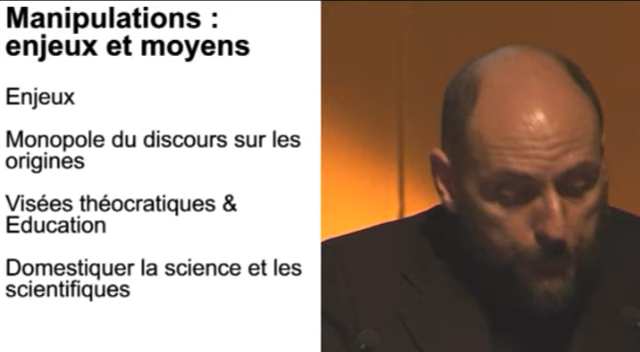 Manipulations :
enjeux et moyens
Enjeux
Monopole du discours sur les
origines
Visées théocratiques &
Education
Domestiquer la science et les
scientifiques